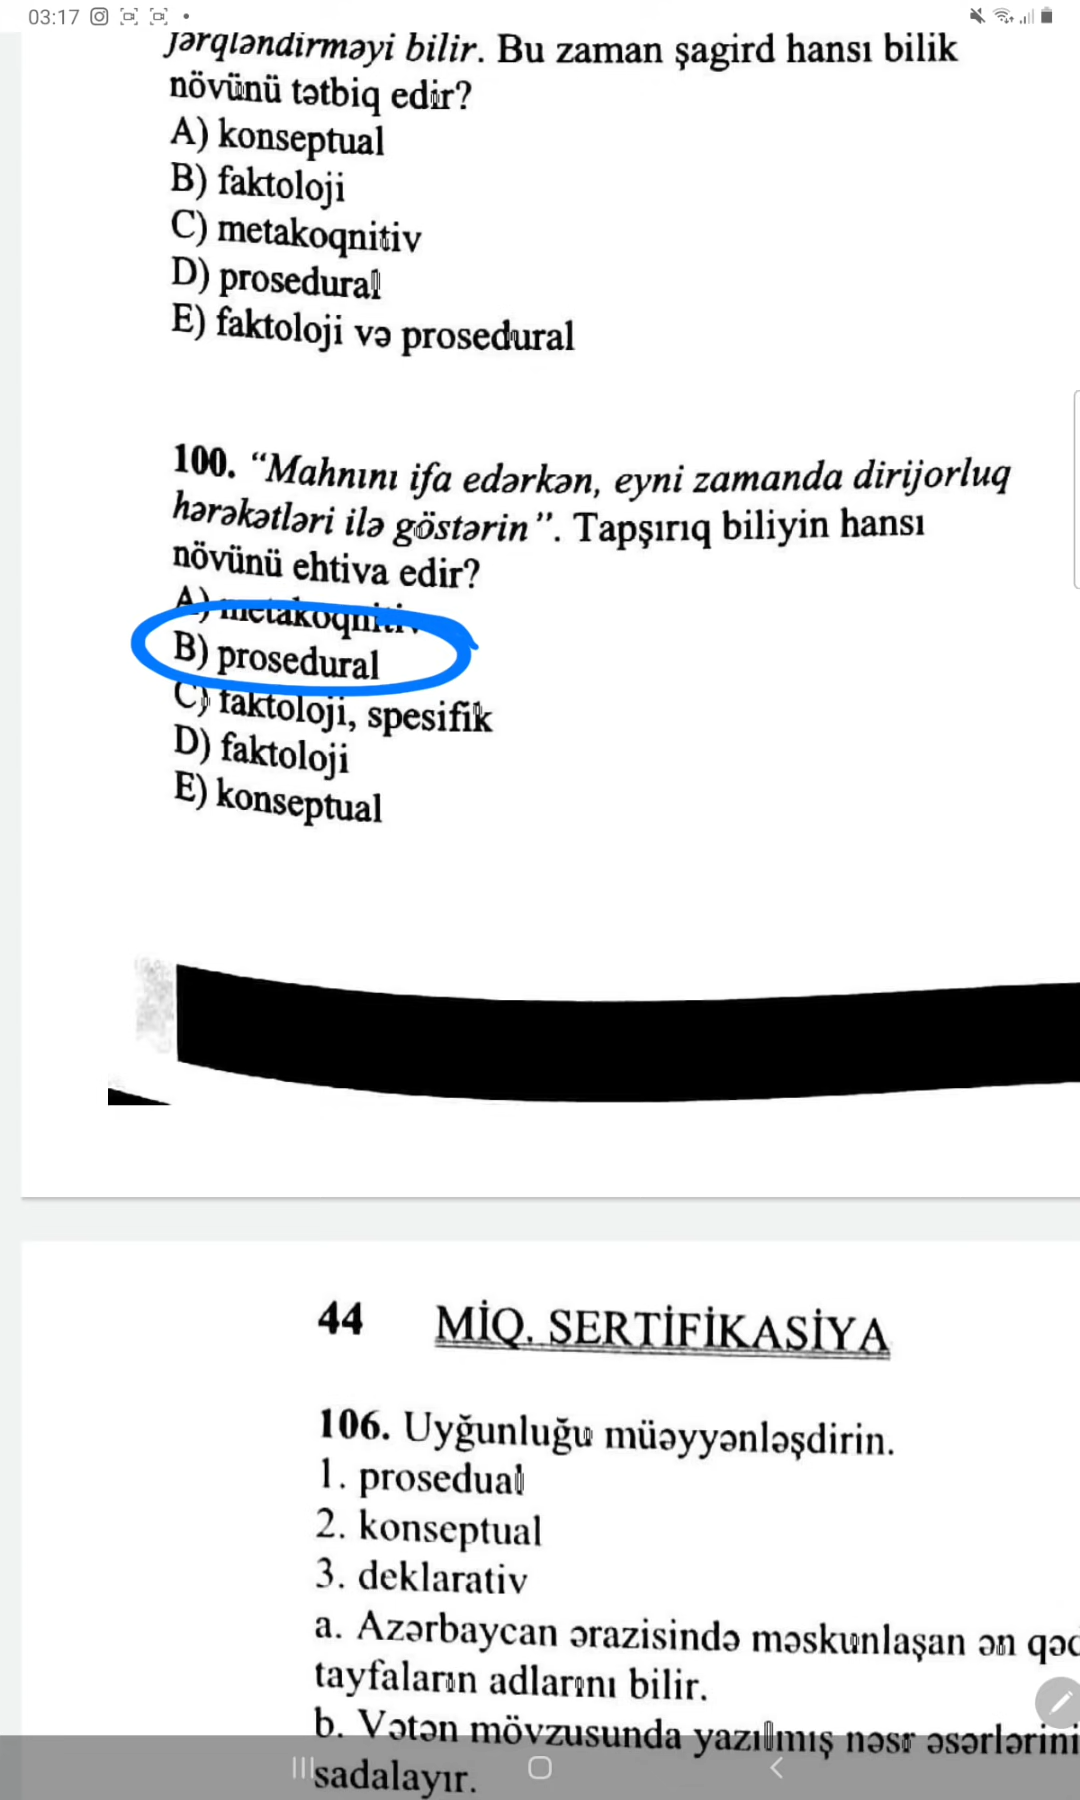 03:17
fərqləndirməyi bilir. Bu zaman şagird hansı bilik
növünü tətbiq edir?
A) konseptual
B) faktoloji
C) metakoqnitiv
D) prosedural
E) faktoloji və prosedural
100. “Mahnını ifa edərkən, eyni zamanda dirijorluq
hərəkətləri ilə göstərin”. Tapşırıq biliyin hansı
növünü ehtiva edir?
A) metakoqnitiv
B) prosedural
C) faktoloji, spesifik
D) faktoloji
E) konseptual
44 MİQ. SERTİFİKASİYA
106. Uyğunluğu müəyyənləşdirin.
1. prosedual
2. konseptual
3. deklarativ
a. Azərbaycan ərazisində məskunlaşan ən
tayfaların adlarını bilir.
b. Vətən mövzusunda yazılmış nəsr əsərlərini
sadalayır.